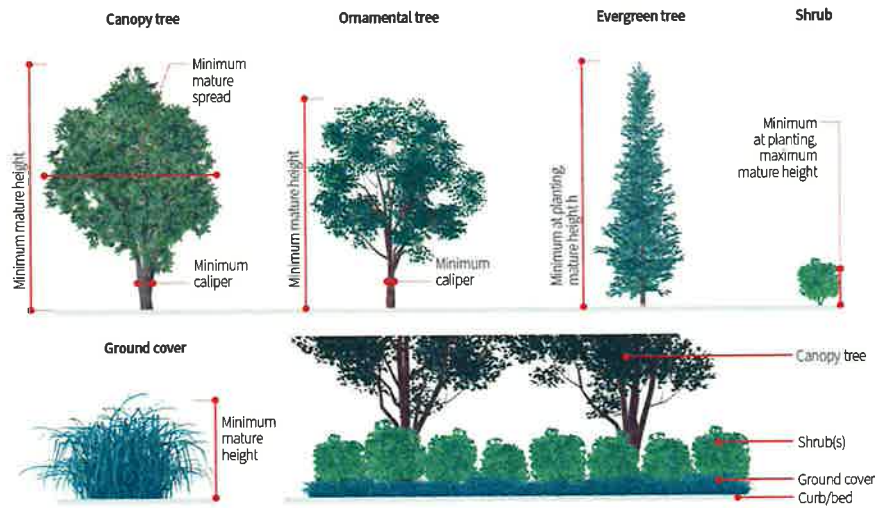 Canopy tree
Ornamental tree
Evergreen tree
Shrub
Minimum
mature
spread
Minimum mature height
Minimum
caliper
Minimum mature height
Minimum
caliper
Minimum at planting,
mature height h
Minimum
at planting,
maximum
mature height
Ground cover
Minimum
mature
height
Canopy tree
Shrub(s)
Ground cover
Curb/bed